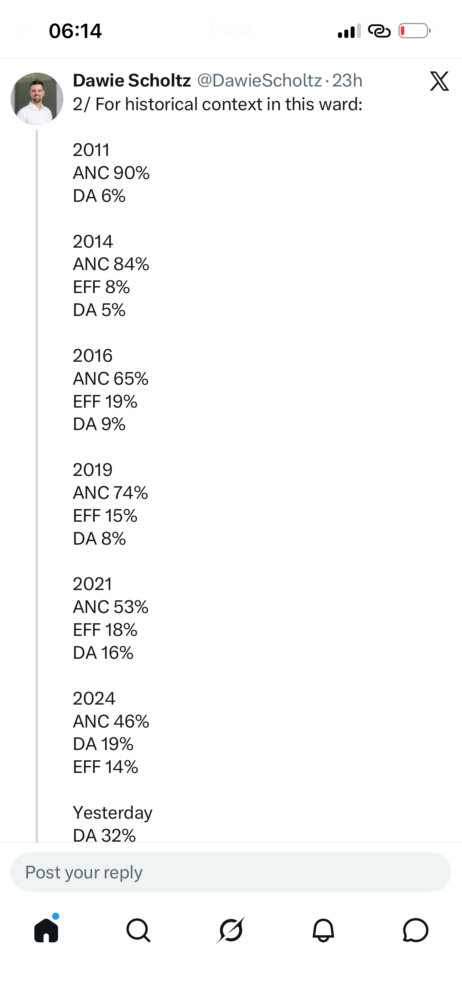 06:14
Post
Dawie Scholtz @DawieScholtz · 23h
2/ For historical context in this ward:
2011
ANC 90%
DA 6%
2014
ANC 84%
EFF 8%
DA 5%
2016
ANC 65%
EFF 19%
DA 9%
2019
ANC 74%
EFF 15%
DA 8%
2021
ANC 53%
EFF 18%
DA 16%
2024
ANC 46%
DA 19%
EFF 14%
Yesterday
DA 32%
Post your reply